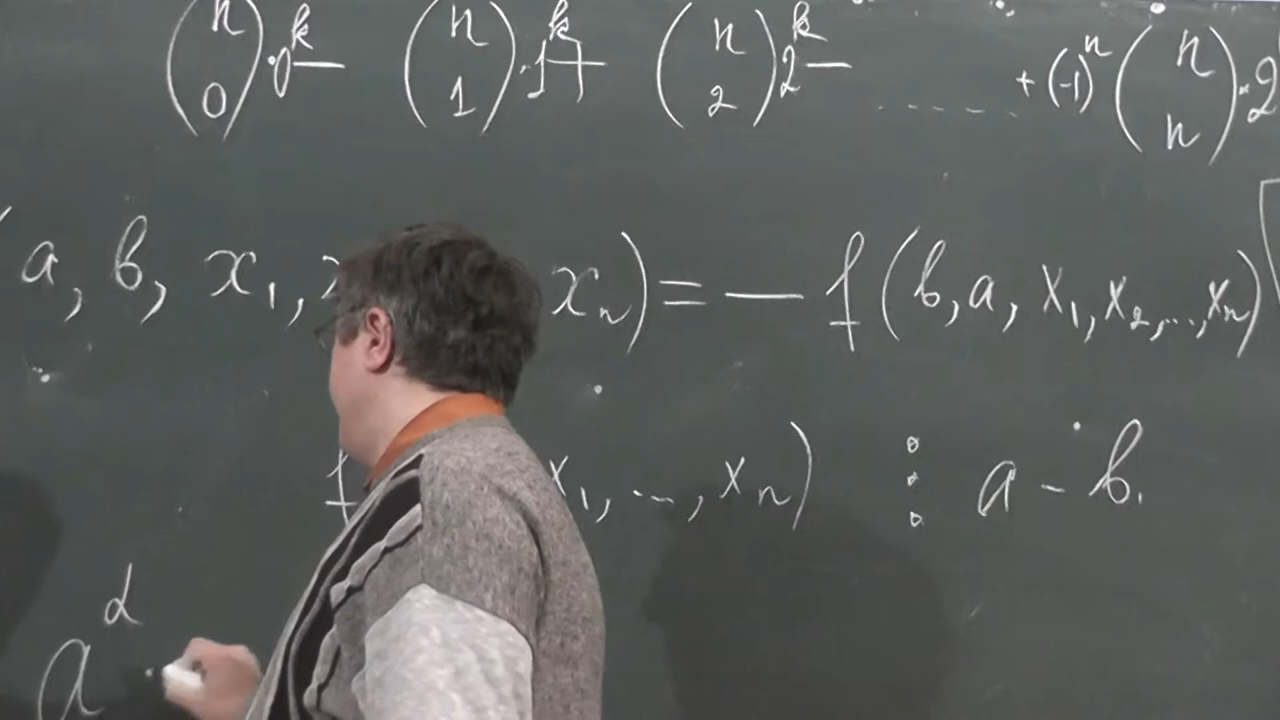 (n 0)·0^k — (n 1)·1^k + (n 2)2^k — ..... + (-1)^n (n n)·2
a, b, x₁, xₙ) = — f(b, a, x₁, x₂, ..., xₙ)
f x₁, ..., xₙ) ⋮ a - b.
a^α ·